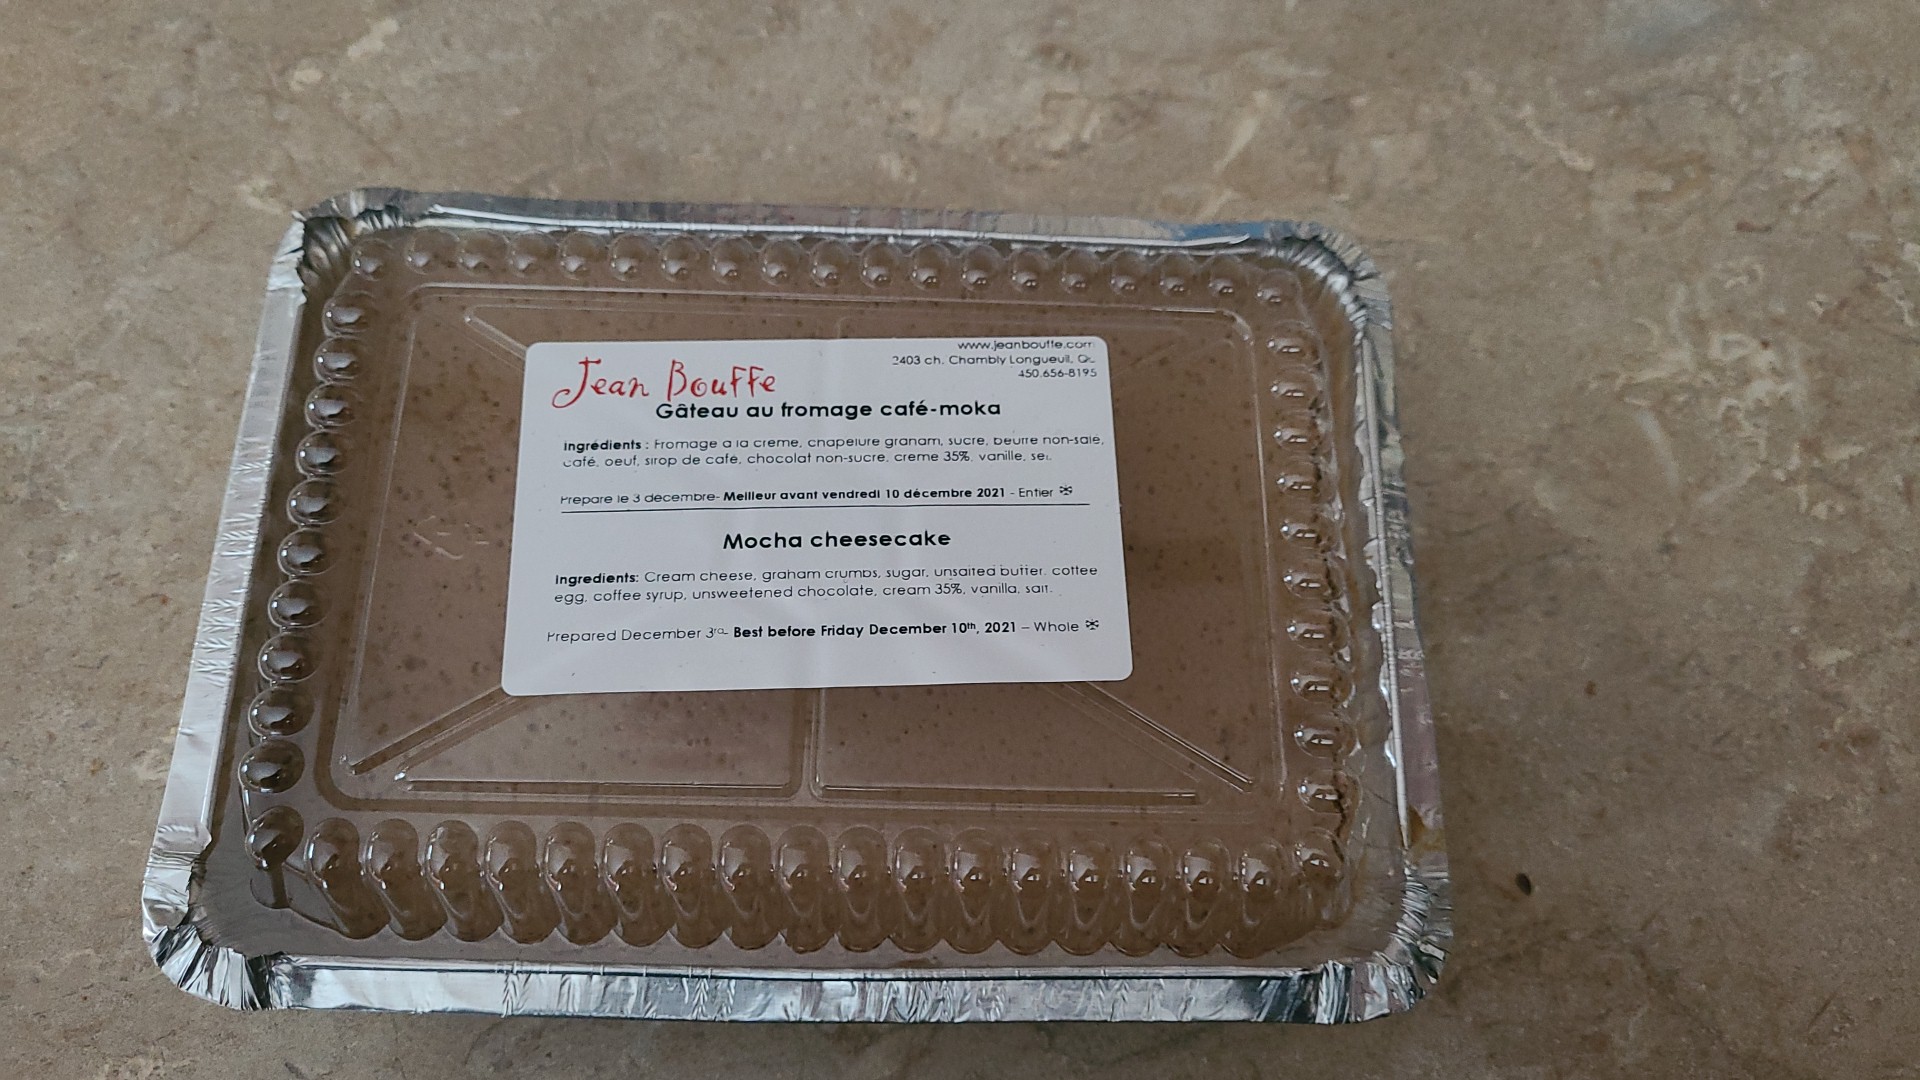 www.jeanbouffe.com
2403 ch. Chambly Longueuil, Qc
450.656-8195
Jean Bouffe
Gâteau au fromage café-moka
Ingrédients : Fromage à la crème, chapelure graham, sucre, beurre non-salé,
café, oeuf, sirop de café, chocolat non-sucré, crème 35%, vanille, sel.
Préparé le 3 décembre- Meilleur avant vendredi 10 décembre 2021 - Entier ❄
Mocha cheesecake
Ingredients: Cream cheese, graham crumbs, sugar, unsalted butter, coffee
egg, coffee syrup, unsweetened chocolate, cream 35%, vanilla, salt.
Prepared December 3rd- Best before Friday December 10th, 2021 – Whole ❄